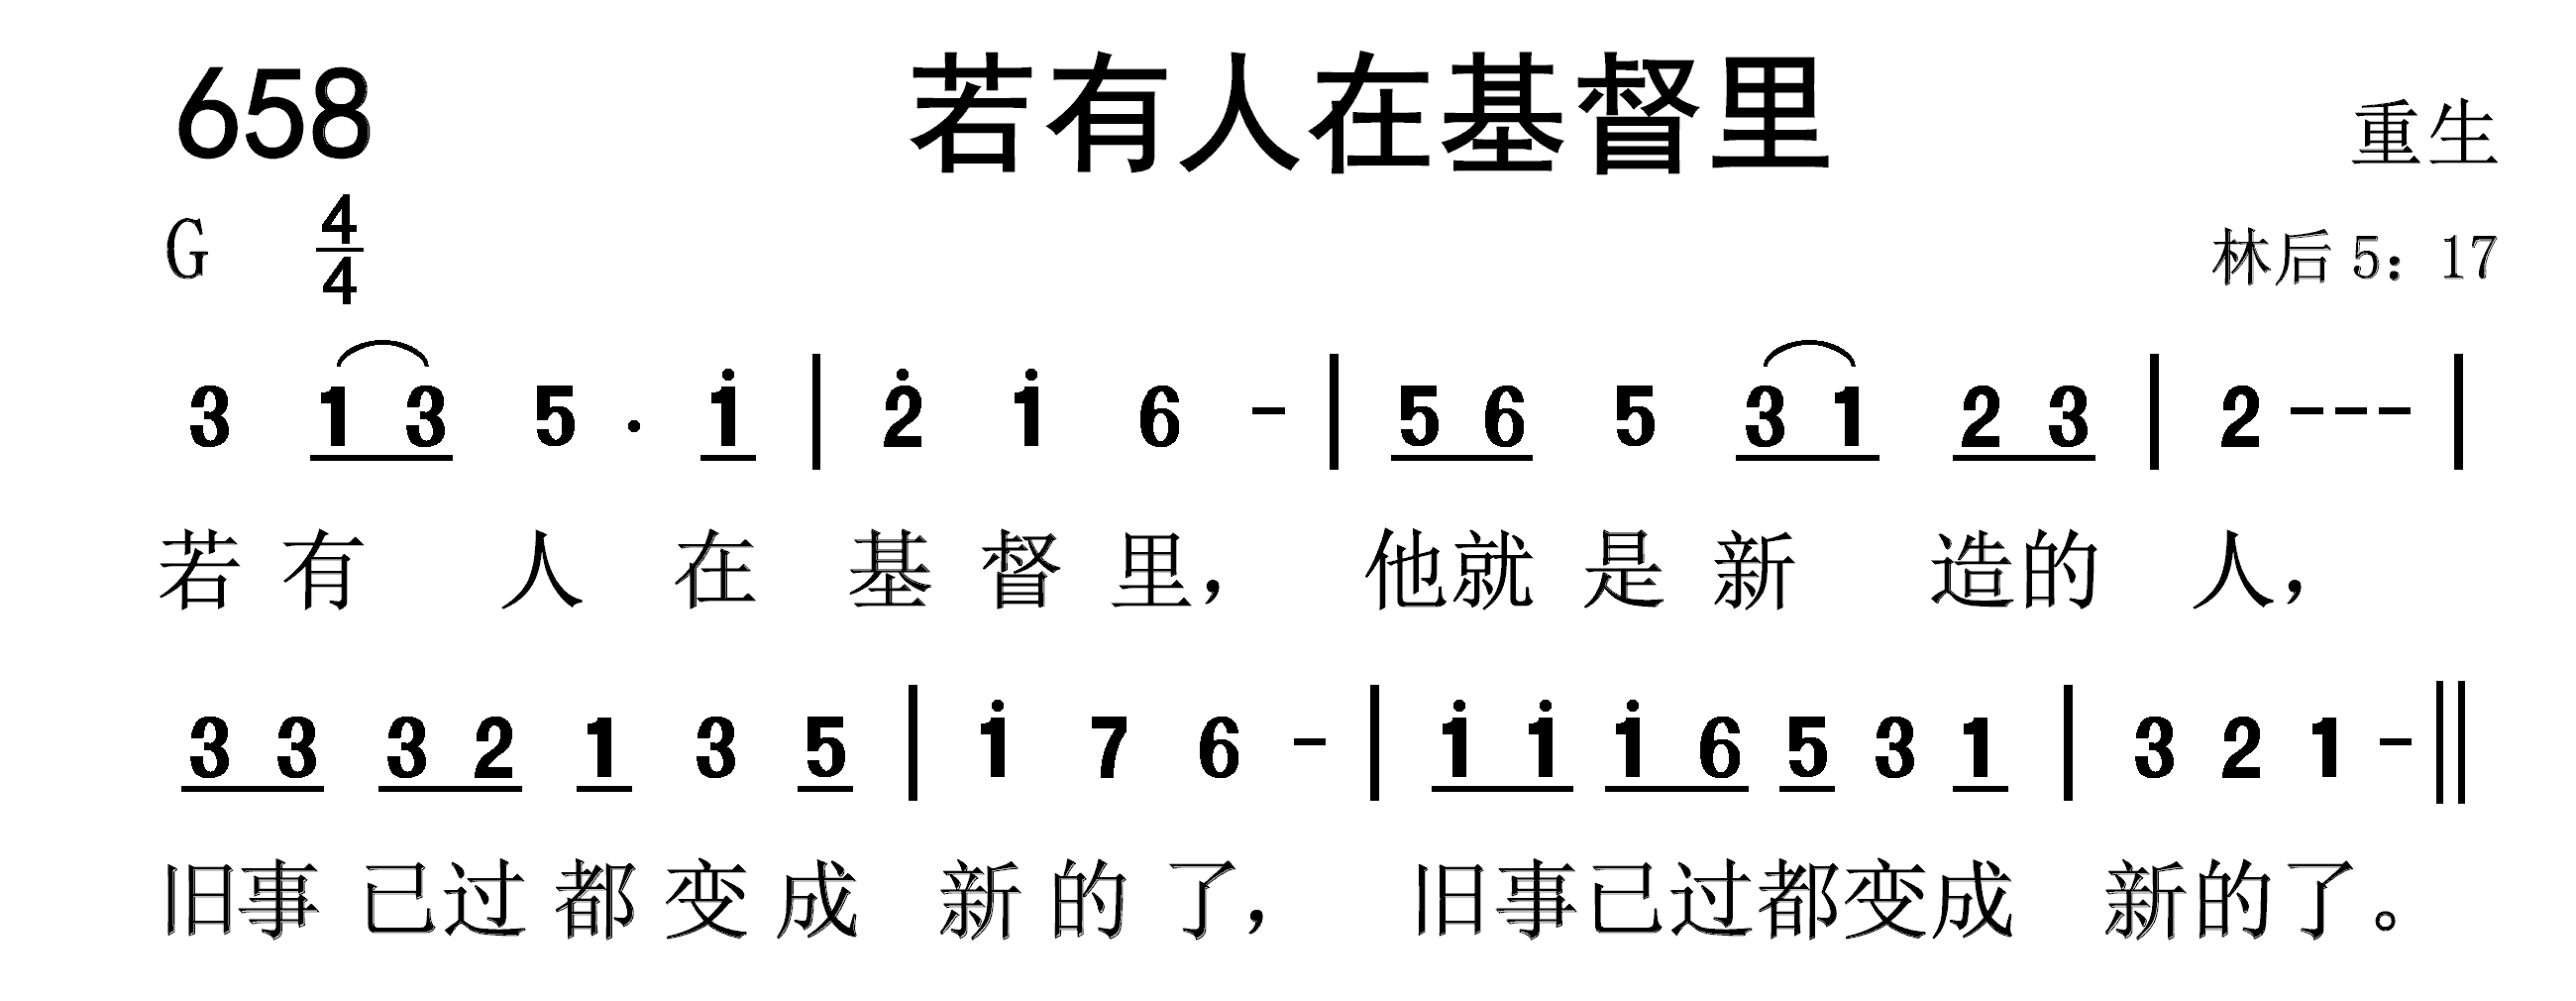 658 若有人在基督里 重生
G 4/4 林后 5：17
3 1 3 5 . i̇ | 2̇ i̇ 6 - | 5 6 5 3 1 2 3 | 2 - - - |
若有人在基督里，他就是新造的人，
3 3 3 2 1 3 5 | i̇ 7 6 - | i̇ i̇ i̇ 6 5 3 1 | 3 2 1 - ||
旧事已过都变成新的了，旧事已过都变成新的了。